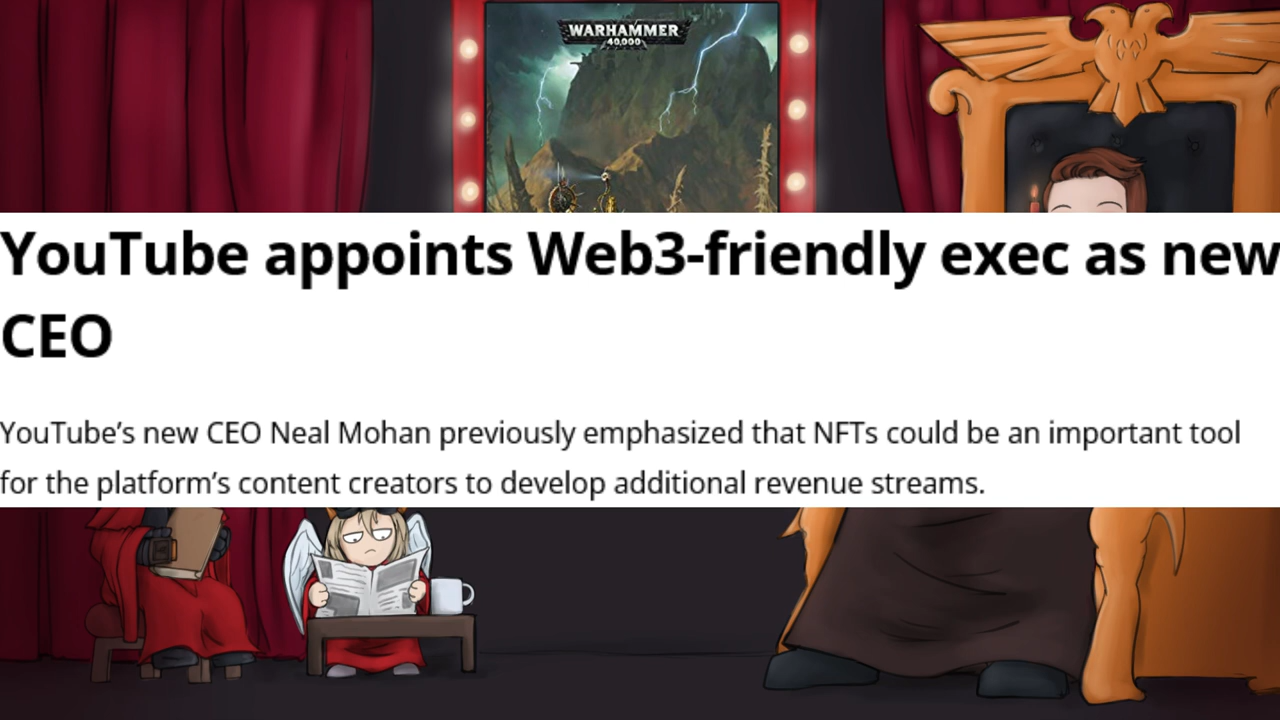 WARHAMMER
40,000
YouTube appoints Web3-friendly exec as new
CEO
YouTube’s new CEO Neal Mohan previously emphasized that NFTs could be an important tool
for the platform’s content creators to develop additional revenue streams.